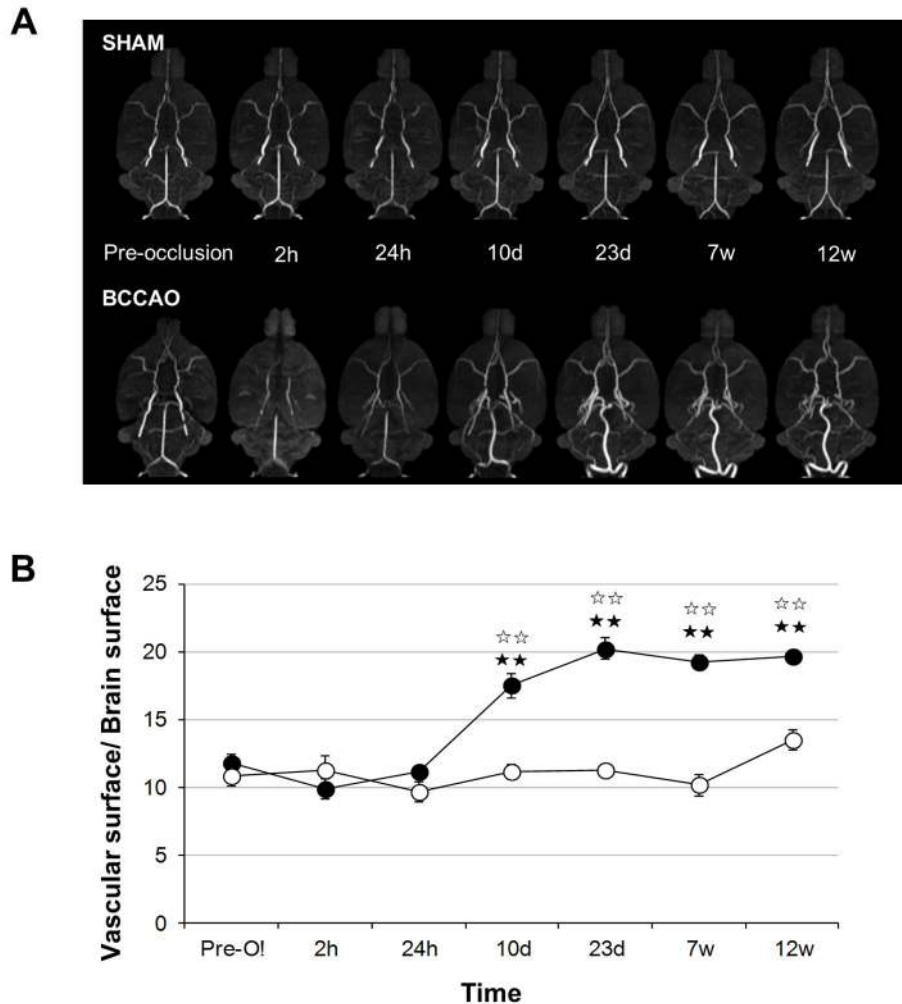 A
SHAM
Pre-occlusion 2h 24h 10d 23d 7w 12w
BCCAO
B
Vascular surface/ Brain surface
25
20
15
10
5
0
☆☆ ☆☆ ☆☆ ☆☆
★★ ★★ ★★ ★★
Pre-O! 2h 24h 10d 23d 7w 12w
Time